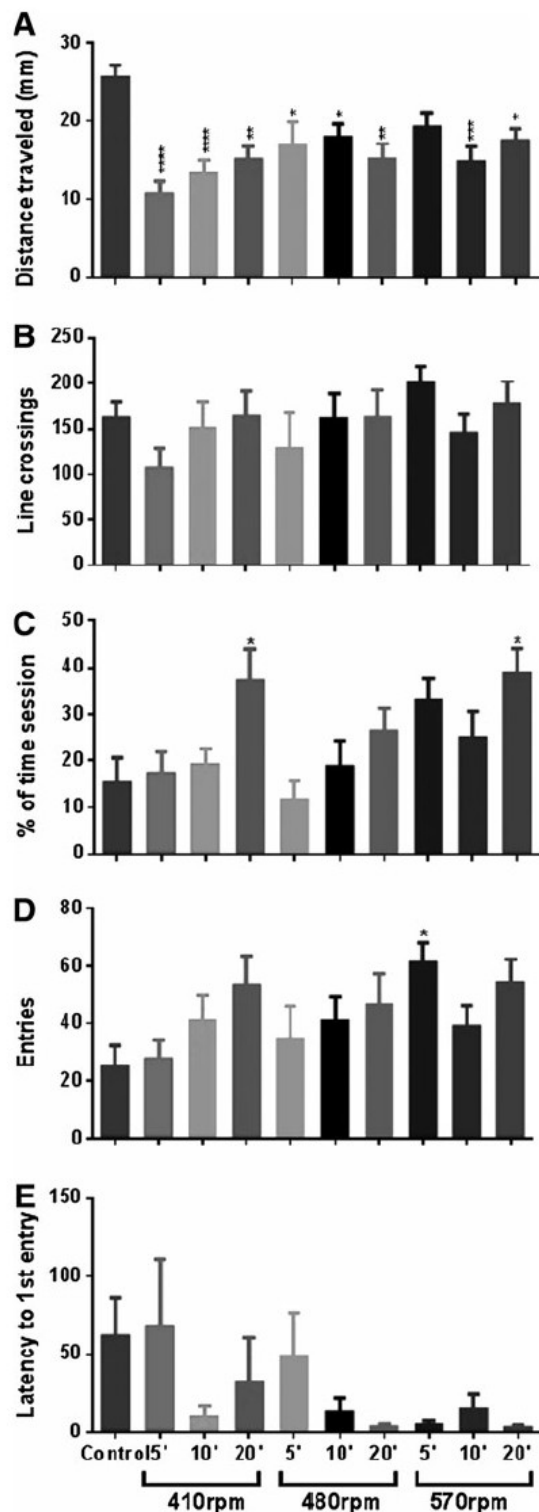 A
Distance traveled (mm)
30
20
10
0
**** **** ** * * ** *** *
B
Line crossings
250
200
150
100
50
0
C
% of time session
50
40
30
20
10
0
* *
D
Entries
80
60
40
20
0
*
E
Latency to 1st entry
150
100
50
0
Control 5' 10' 20' 5' 10' 20' 5' 10' 20'
410rpm 480rpm 570rpm